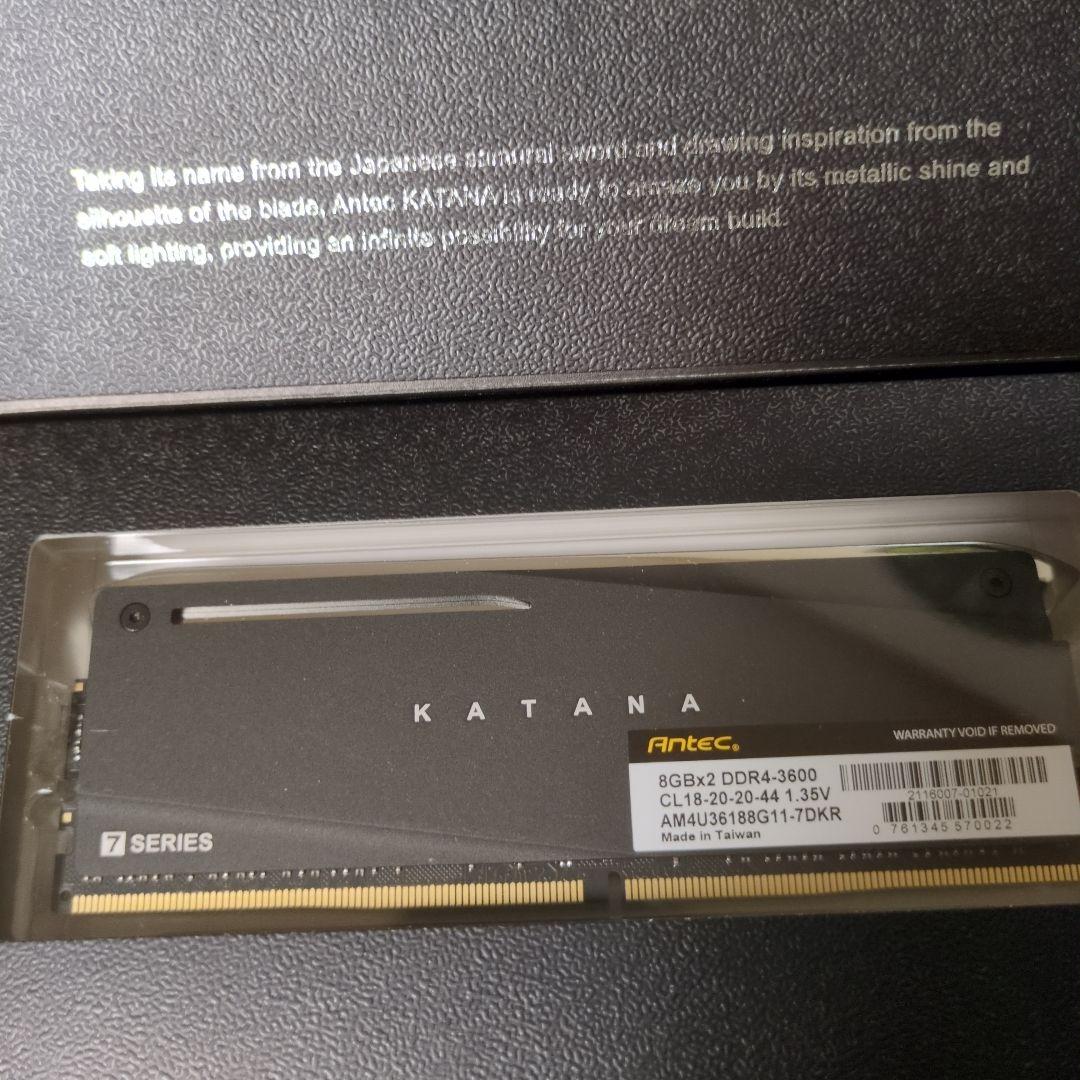 Taking its name from the Japanese samurai sword and drawing inspiration from the
silhouette of the blade, Antec KATANA is ready to amaze you by its metallic shine and
soft lighting, providing an infinite possibility for your dream build.
KATANA
Antec®
WARRANTY VOID IF REMOVED
8GBx2 DDR4-3600
CL18-20-20-44 1.35V
AM4U36188G11-7DKR
Made in Taiwan
2116007-01021
0 761345 570022
7 SERIES